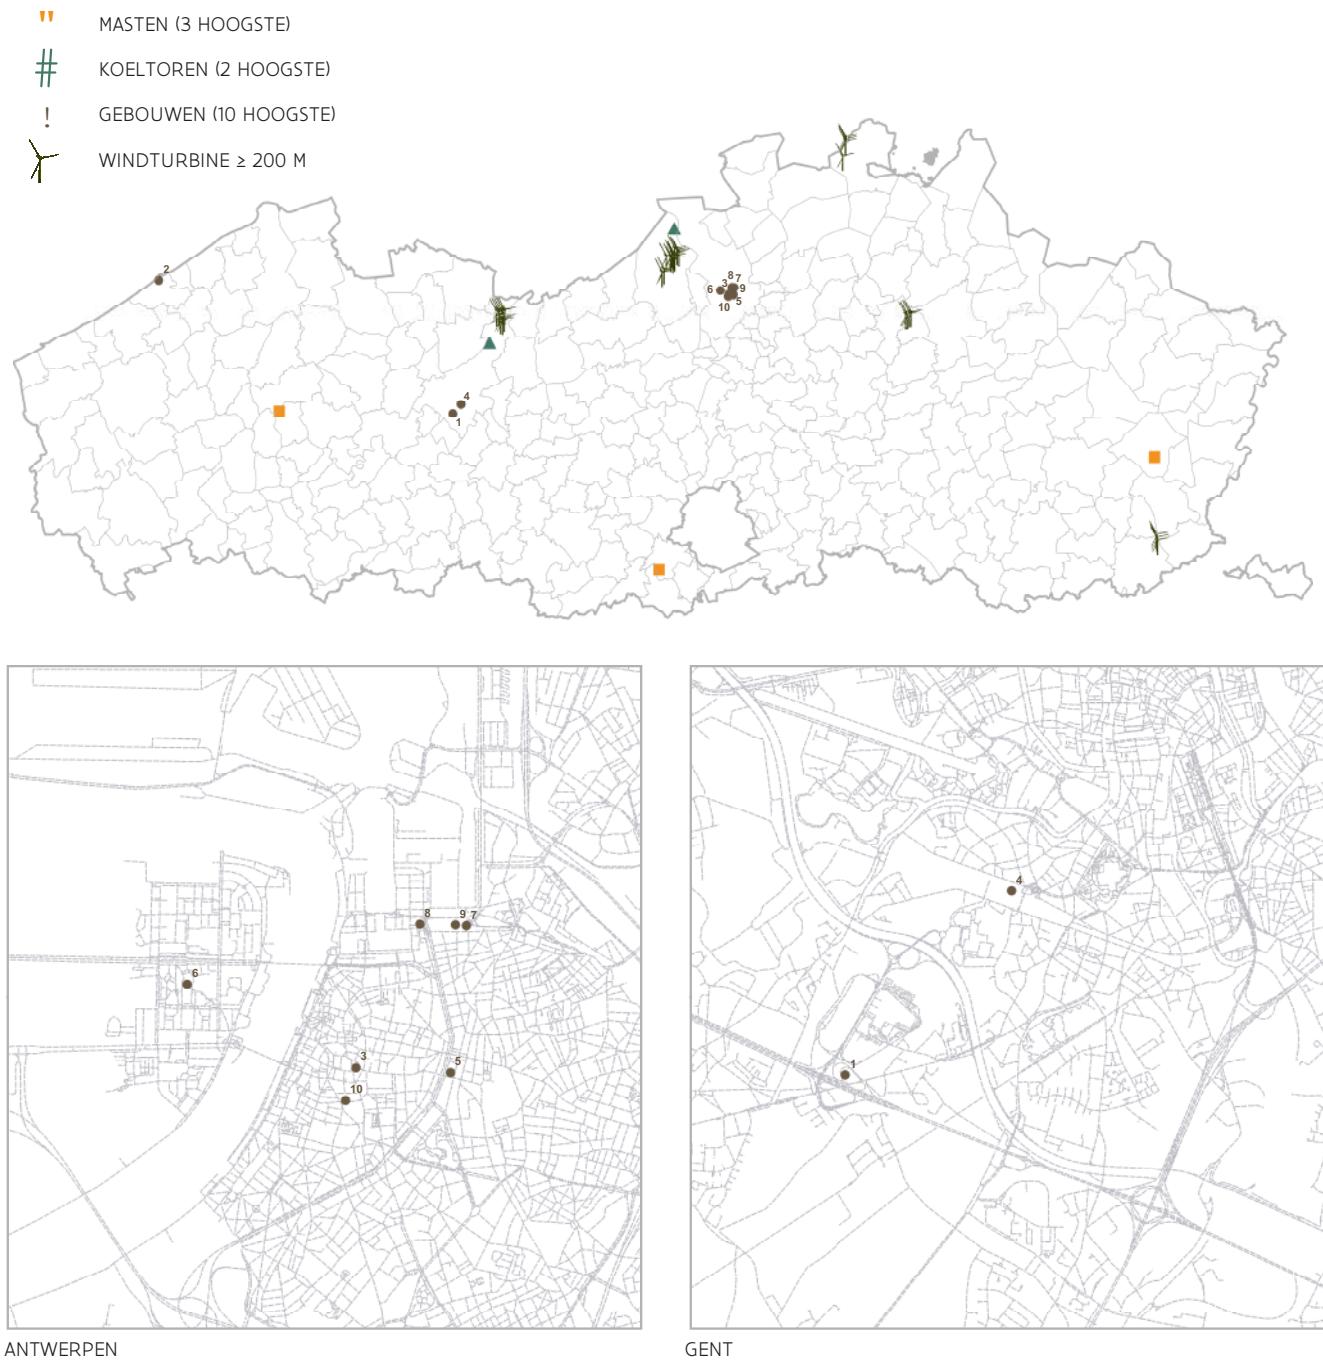 " MASTEN (3 HOOGSTE)
# KOELTOREN (2 HOOGSTE)
! GEBOUWEN (10 HOOGSTE)
WINDTURBINE ≥ 200 M
2
8 7
6 3 9
5
10
4
1
8 9 7
6
3
5
10
4
1
ANTWERPEN
GENT